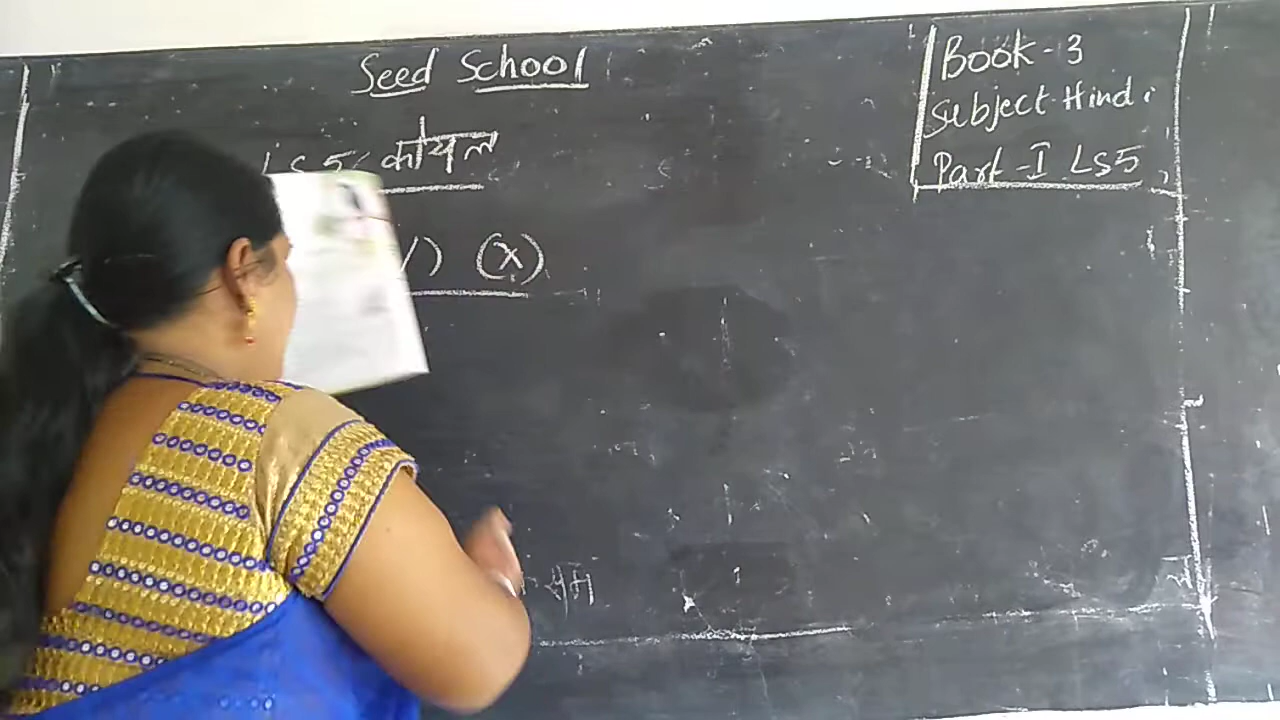 Seed School
Book-3
Subject-Hindi
Part-I LS5
LS 5 कोयल
(x)